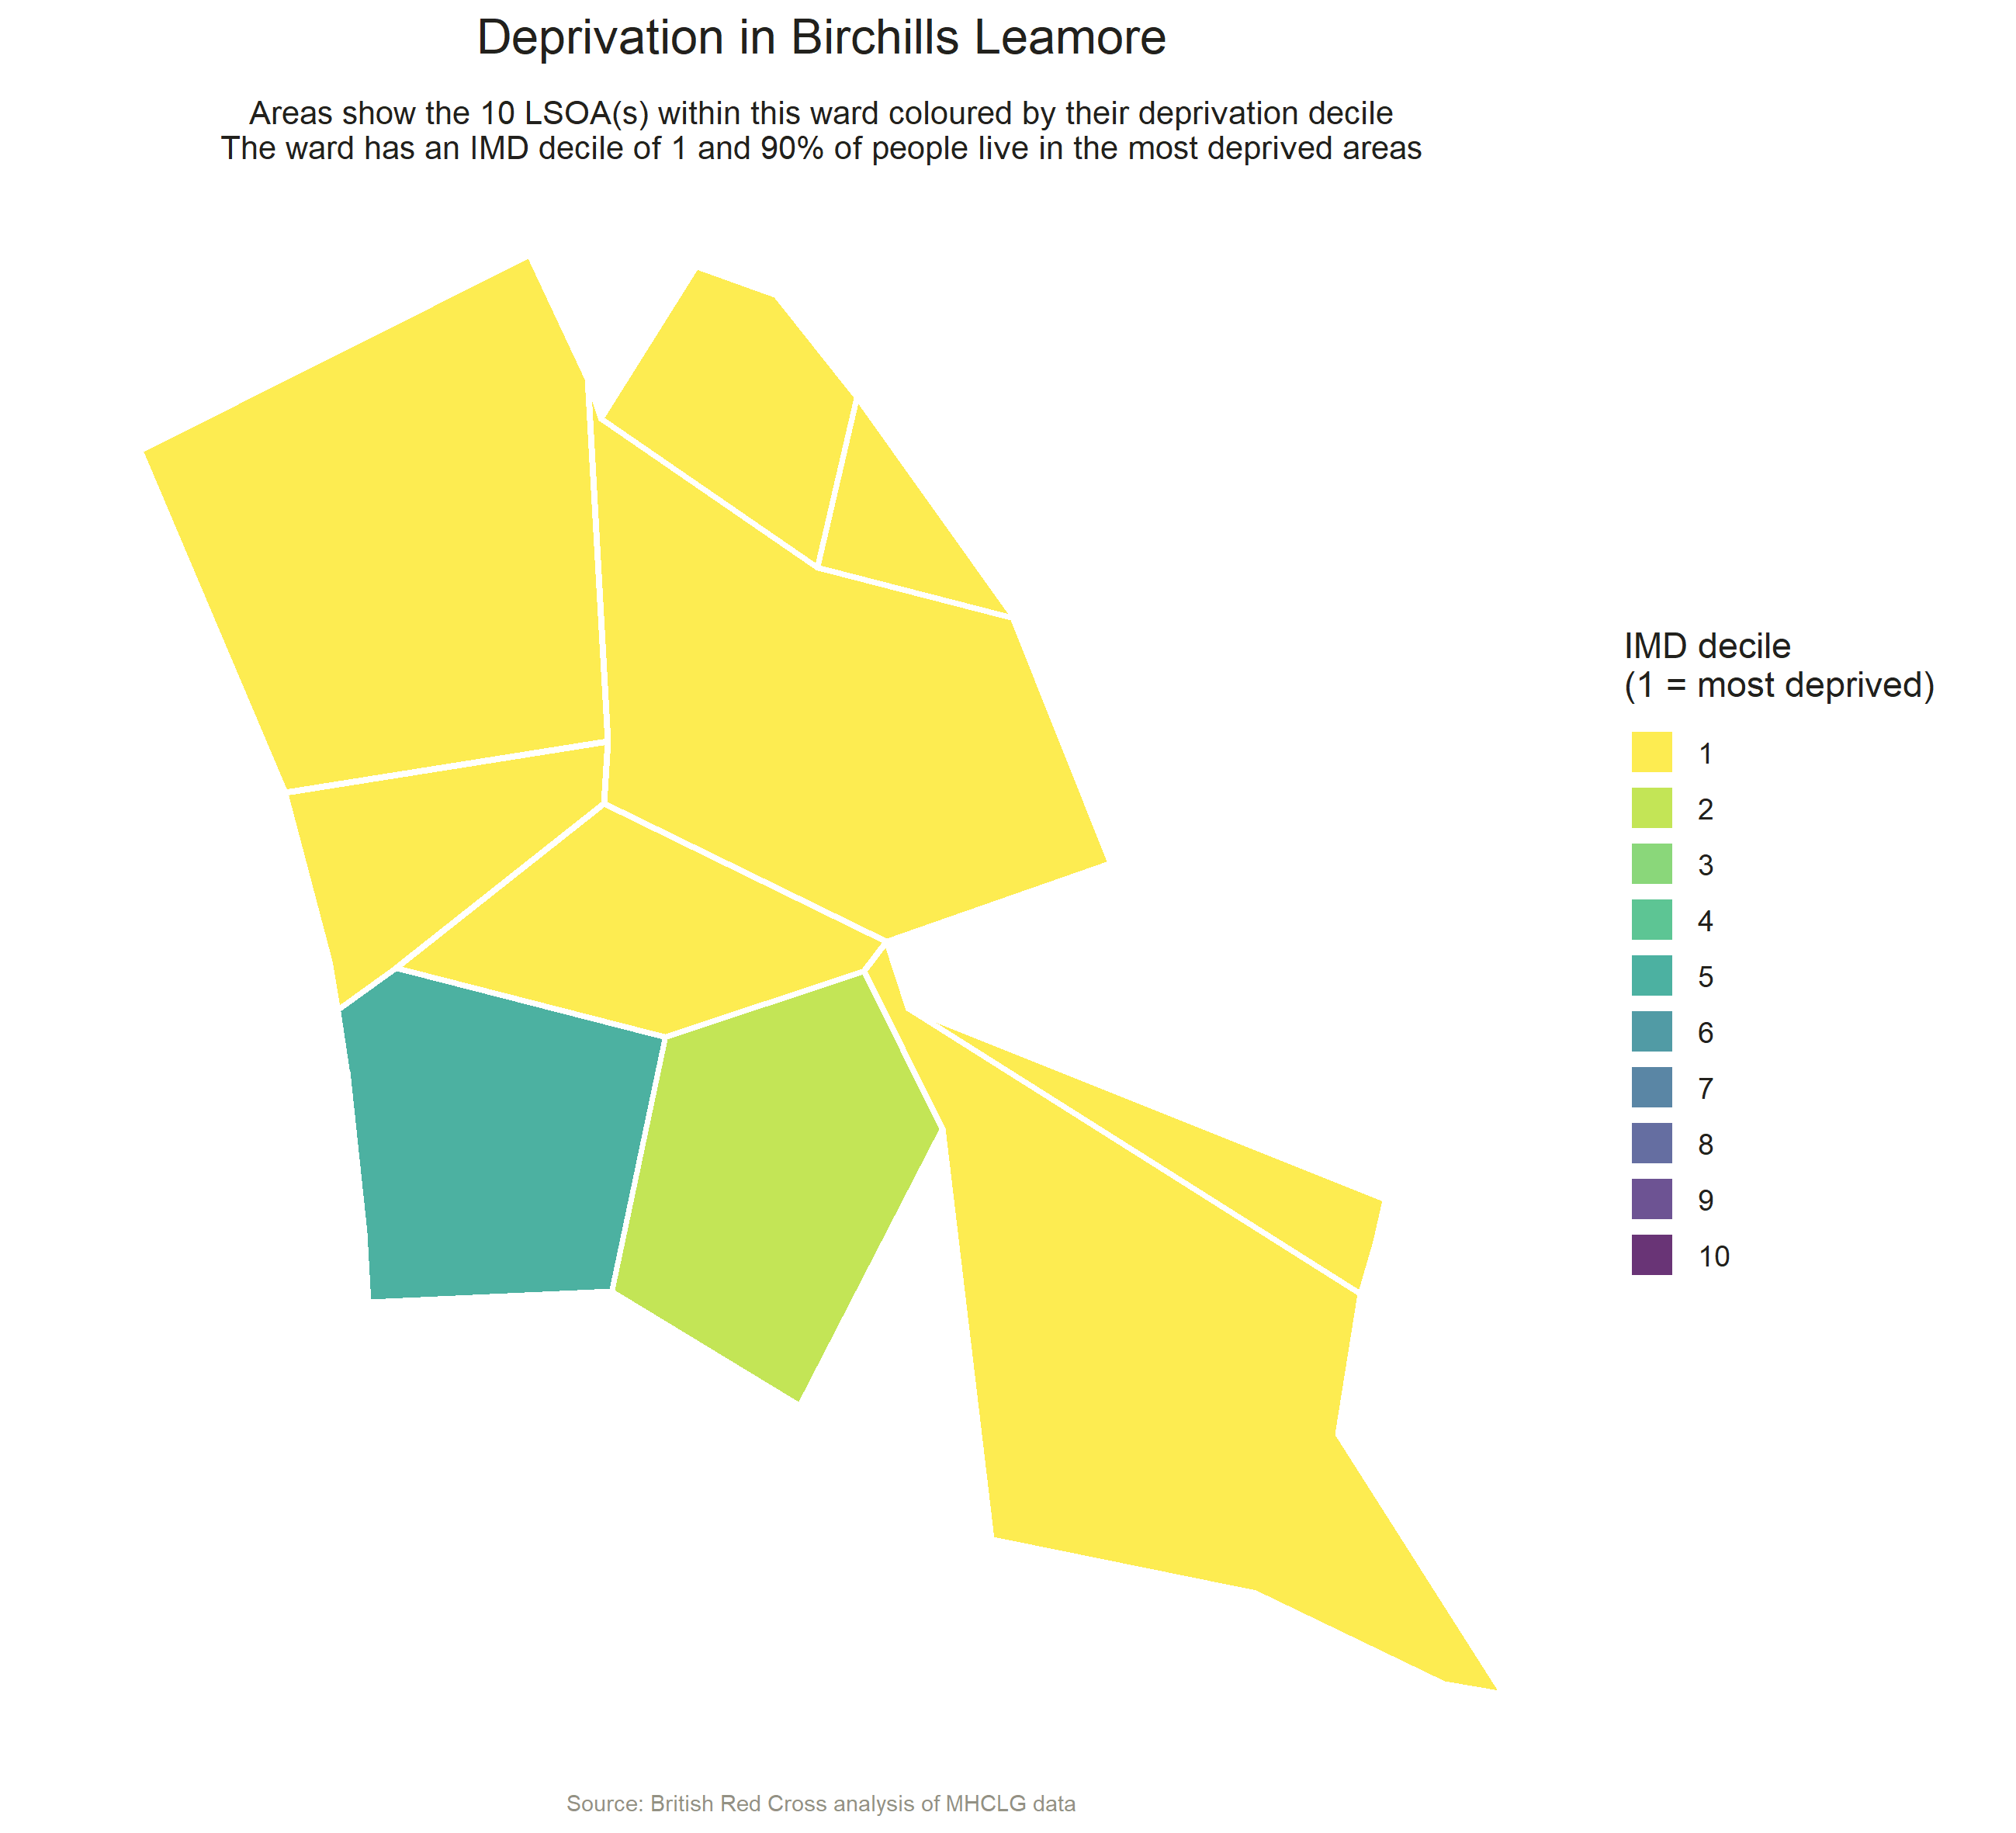 Deprivation in Birchills Leamore
Areas show the 10 LSOA(s) within this ward coloured by their deprivation decile
The ward has an IMD decile of 1 and 90% of people live in the most deprived areas
IMD decile
(1 = most deprived)
1
2
3
4
5
6
7
8
9
10
Source: British Red Cross analysis of MHCLG data